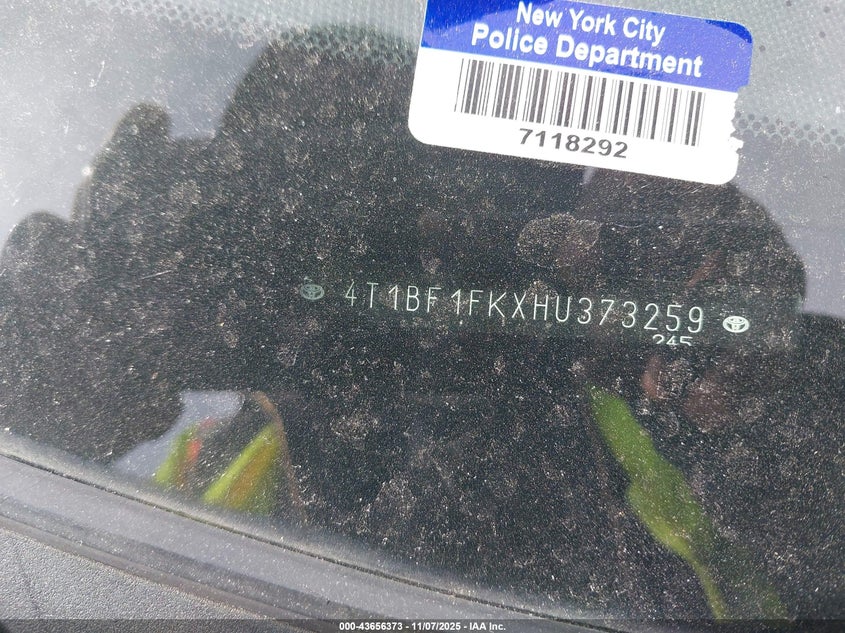 New York City
Police Department
7118292
4T1BF1FKXHU373259
245
000-43656373 - 11/07/2025 - IAA Inc.